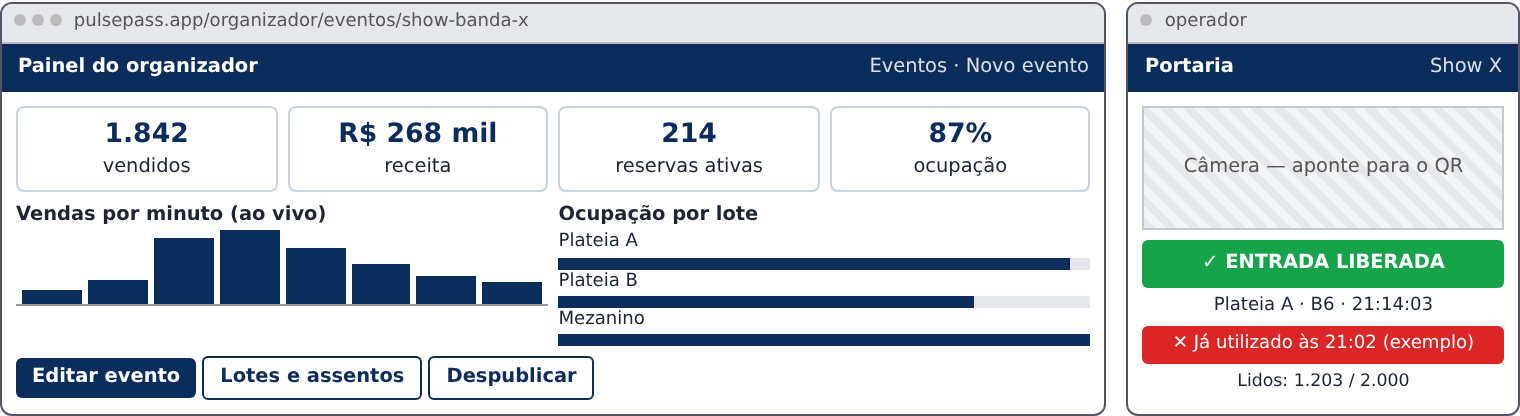 pulsepass.app/organizador/eventos/show-banda-x
Painel do organizador
Eventos · Novo evento
1.842
vendidos
R$ 268 mil
receita
214
reservas ativas
87%
ocupação
Vendas por minuto (ao vivo)
Ocupação por lote
Plateia A
Plateia B
Mezanino
Editar evento
Lotes e assentos
Despublicar
operador
Portaria
Show X
Câmera — aponte para o QR
✓ ENTRADA LIBERADA
Plateia A · B6 · 21:14:03
✕ Já utilizado às 21:02 (exemplo)
Lidos: 1.203 / 2.000